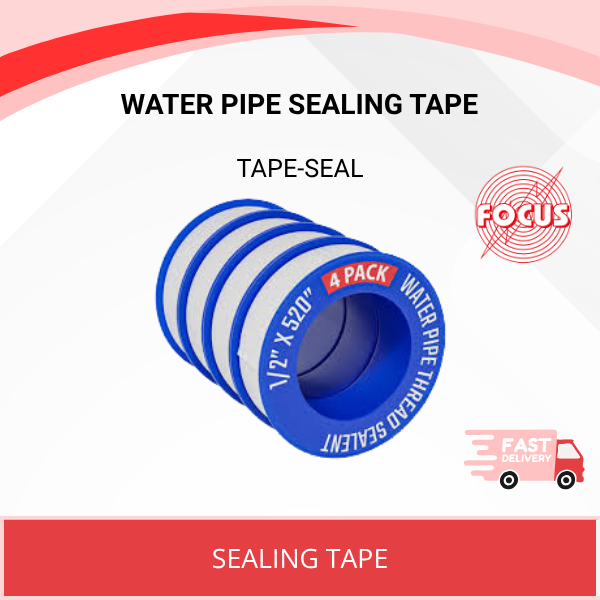 WATER PIPE SEALING TAPE
TAPE-SEAL
FOCUS
4 PACK
1/2" X 520"
WATER PIPE THREAD SEALENT
FAST
DELIVERY
SEALING TAPE